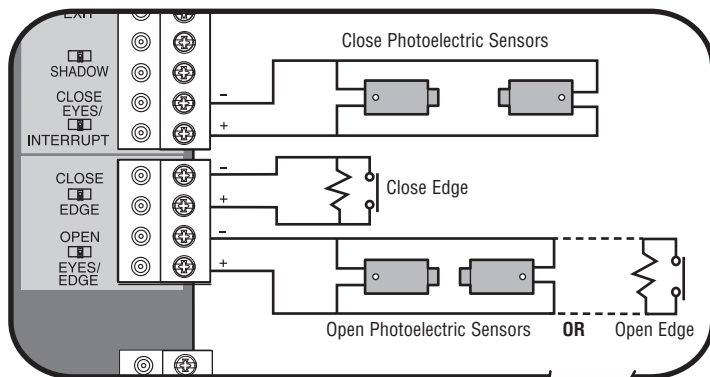 EXIT
Close Photoelectric Sensors
SHADOW
CLOSE
EYES/
INTERRUPT
-
+
CLOSE
EDGE
-
+
Close Edge
OPEN
EYES/
EDGE
-
+
Open Photoelectric Sensors OR Open Edge